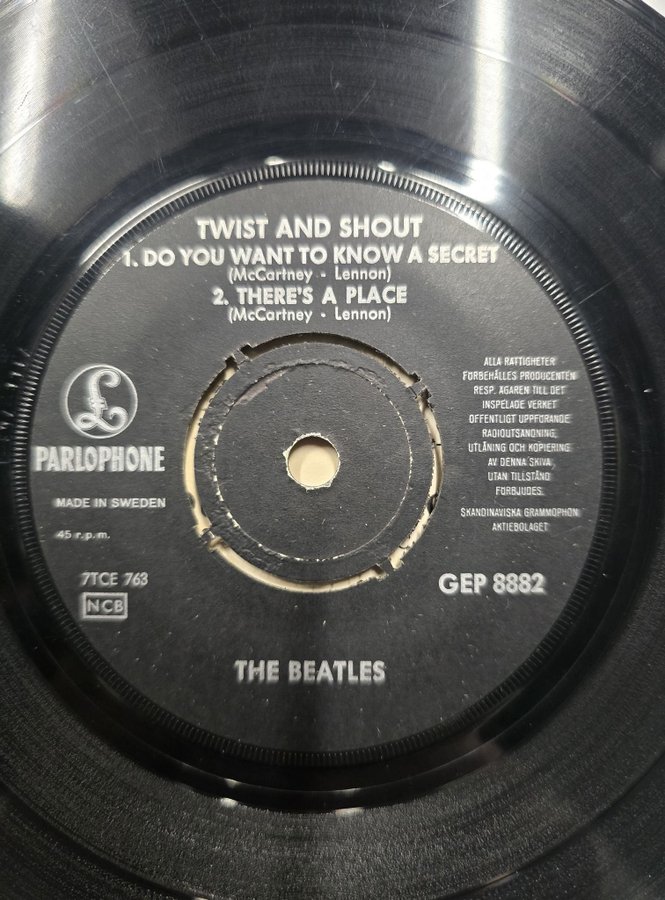 TWIST AND SHOUT
1. DO YOU WANT TO KNOW A SECRET
(McCartney - Lennon)
2. THERE'S A PLACE
(McCartney - Lennon)
£
PARLOPHONE
MADE IN SWEDEN
45 r.p.m.
7TCE 763
NCB
ALLA RÄTTIGHETER
FÖRBEHÅLLES PRODUCENTEN
RESP. ÄGAREN TILL DET
INSPELADE VERKET
OFFENTLIGT UPPFÖRANDE
RADIOUTSÄNDNING,
UTLÅNING OCH KOPIERING
AV DENNA SKIVA,
UTAN TILLSTÅND
FÖRBJUDES.
SKANDINAVISKA GRAMMOPHON
AKTIEBOLAGET
GEP 8882
THE BEATLES